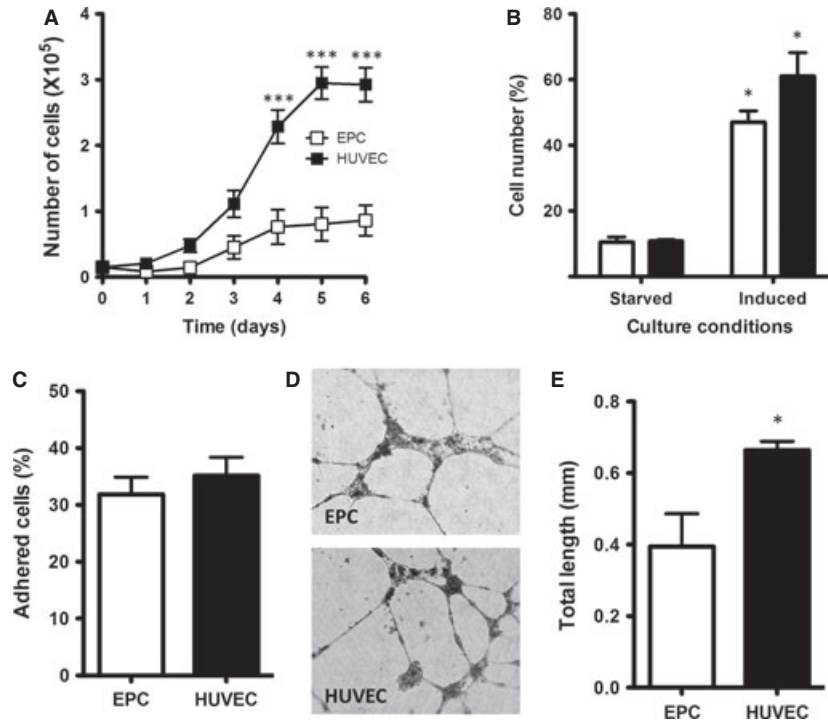 A
Number of cells (X10⁵)
4
3
2
1
0
*** *** ***
EPC
HUVEC
0 1 2 3 4 5 6
Time (days)
B
Cell number (%)
80
60
40
20
* *
Starved Induced
Culture conditions
C
Adhered cells (%)
50
40
30
20
10
0
EPC HUVEC
D
EPC
HUVEC
E
Total length (mm)
0.8
0.6
0.4
0.2
0.0
*
EPC HUVEC